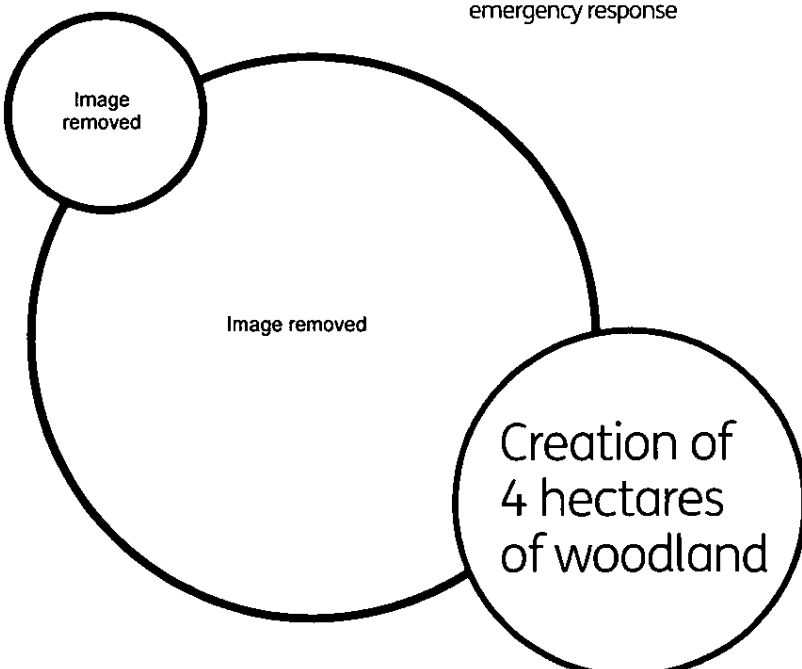 emergency response
Image
removed
Image removed
Creation of
4 hectares
of woodland